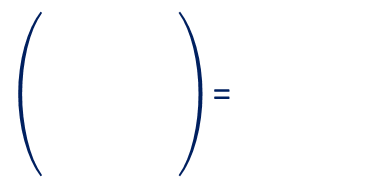 ( ) =